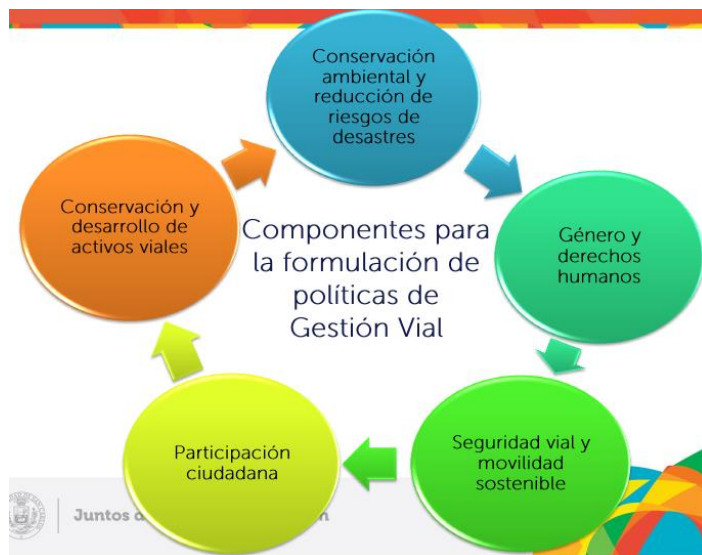 Conservación
ambiental y
reducción de
riesgos de
desastres
Género y
derechos
humanos
Seguridad vial y
movilidad
sostenible
Participación
ciudadana
Conservación y
desarrollo de
activos viales
Componentes para
la formulación de
políticas de
Gestión Vial
Juntos